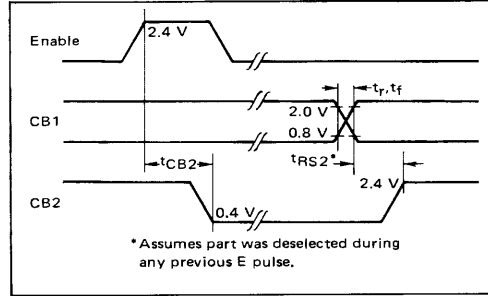 Enable
2.4 V
CB1
tr, tf
2.0 V
0.8 V
tCB2
tRS2*
2.4 V
CB2
0.4 V
*Assumes part was deselected during
any previous E pulse.